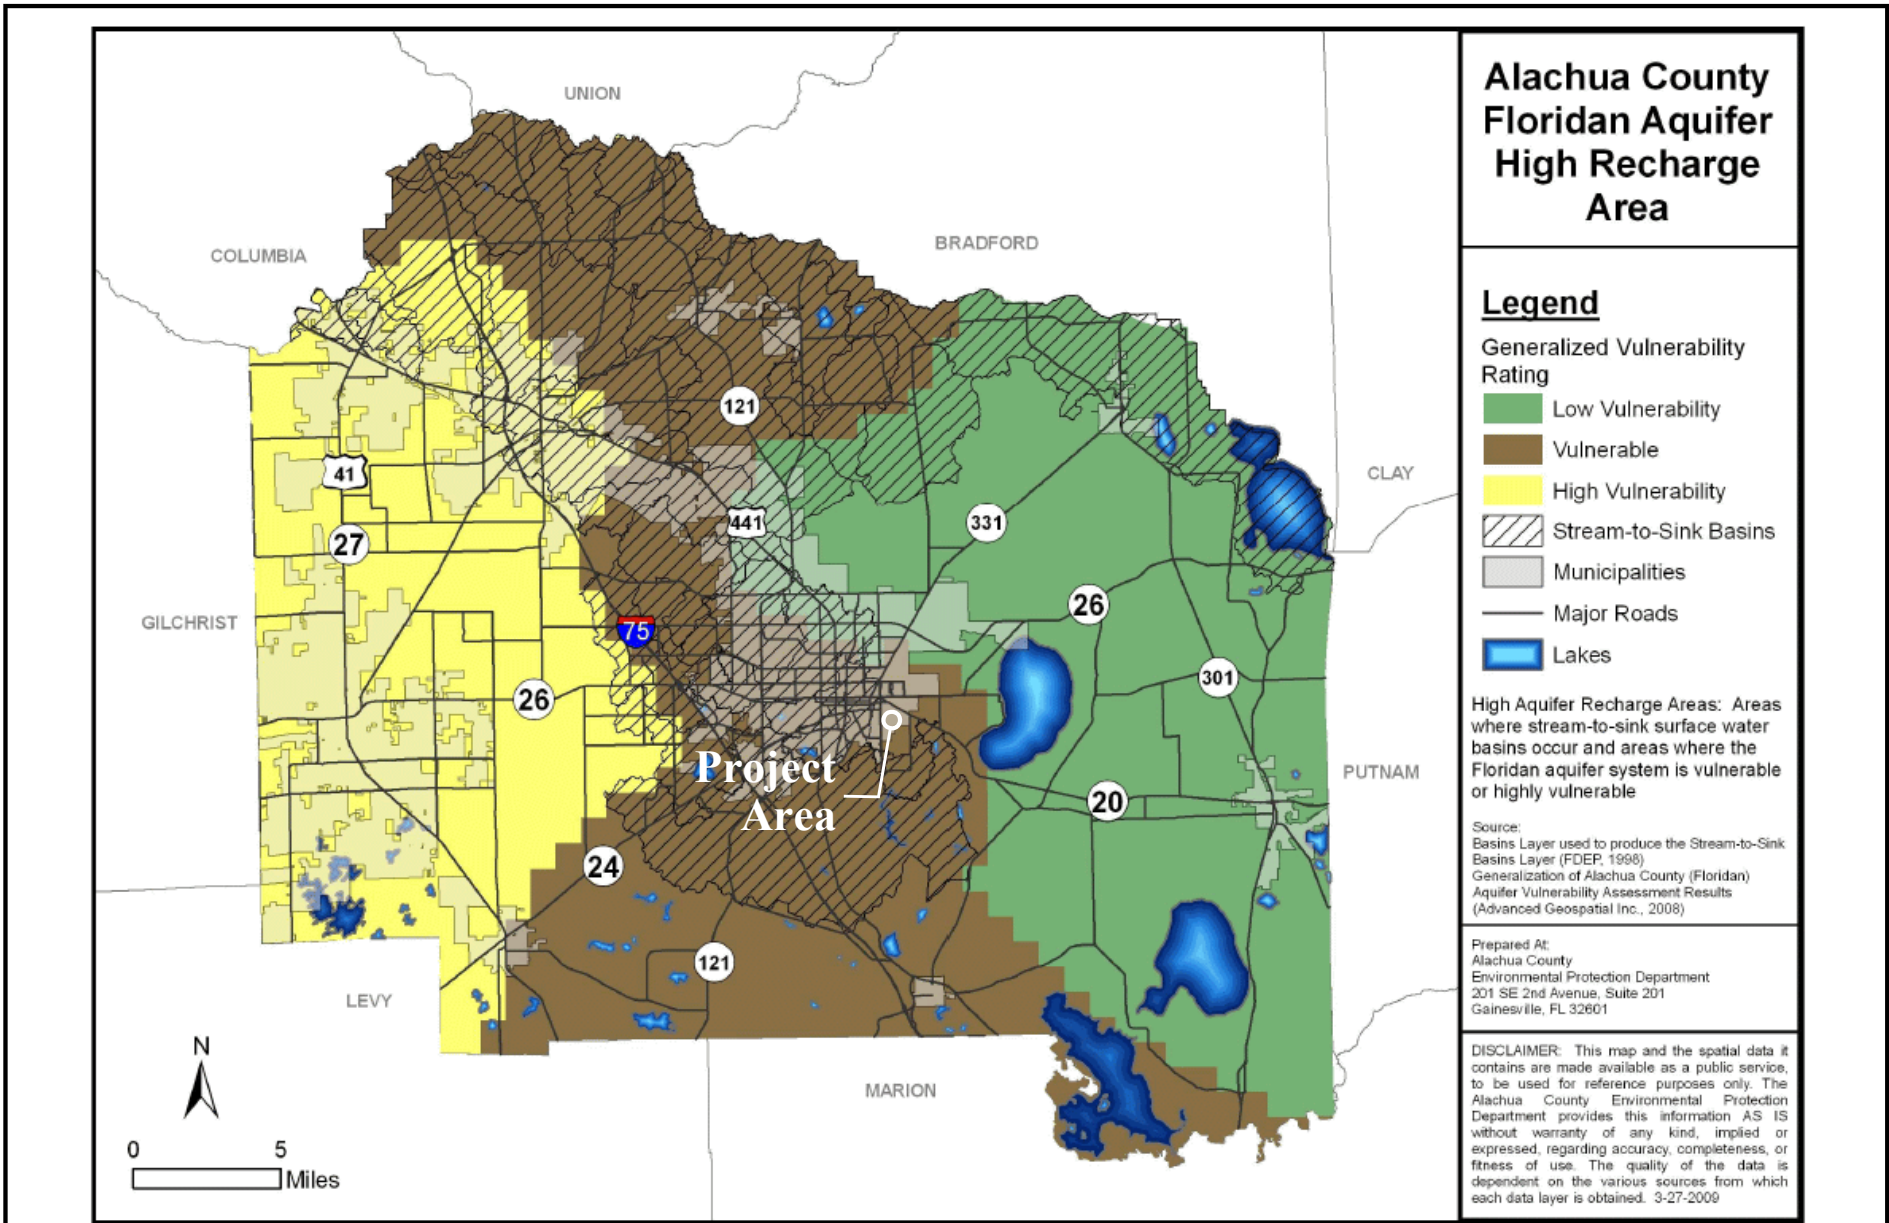 Alachua County
Floridan Aquifer
High Recharge
Area
Legend
Generalized Vulnerability
Rating
Low Vulnerability
Vulnerable
High Vulnerability
Stream-to-Sink Basins
Municipalities
Major Roads
Lakes
High Aquifer Recharge Areas: Areas
where stream-to-sink surface water
basins occur and areas where the
Floridan aquifer system is vulnerable
or highly vulnerable
Source:
Basins Layer used to produce the Stream-to-Sink
Basins Layer (FDEP, 1998)
Generalization of Alachua County (Floridan)
Aquifer Vulnerability Assessment Results
(Advanced Geospatial Inc., 2008)
Prepared At:
Alachua County
Environmental Protection Department
201 SE 2nd Avenue, Suite 201
Gainesville, FL 32601
DISCLAIMER: This map and the spatial data it
contains are made available as a public service,
to be used for reference purposes only. The
Alachua County Environmental Protection
Department provides this information AS IS
without warranty of any kind, implied or
expressed, regarding accuracy, completeness, or
fitness of use. The quality of the data is
dependent on the various sources from which
each data layer is obtained. 3-27-2009
UNION
COLUMBIA
BRADFORD
121
41
CLAY
441
331
27
26
GILCHRIST
75
301
26
Project
Area
PUTNAM
20
24
121
LEVY
N
MARION
0 5
Miles